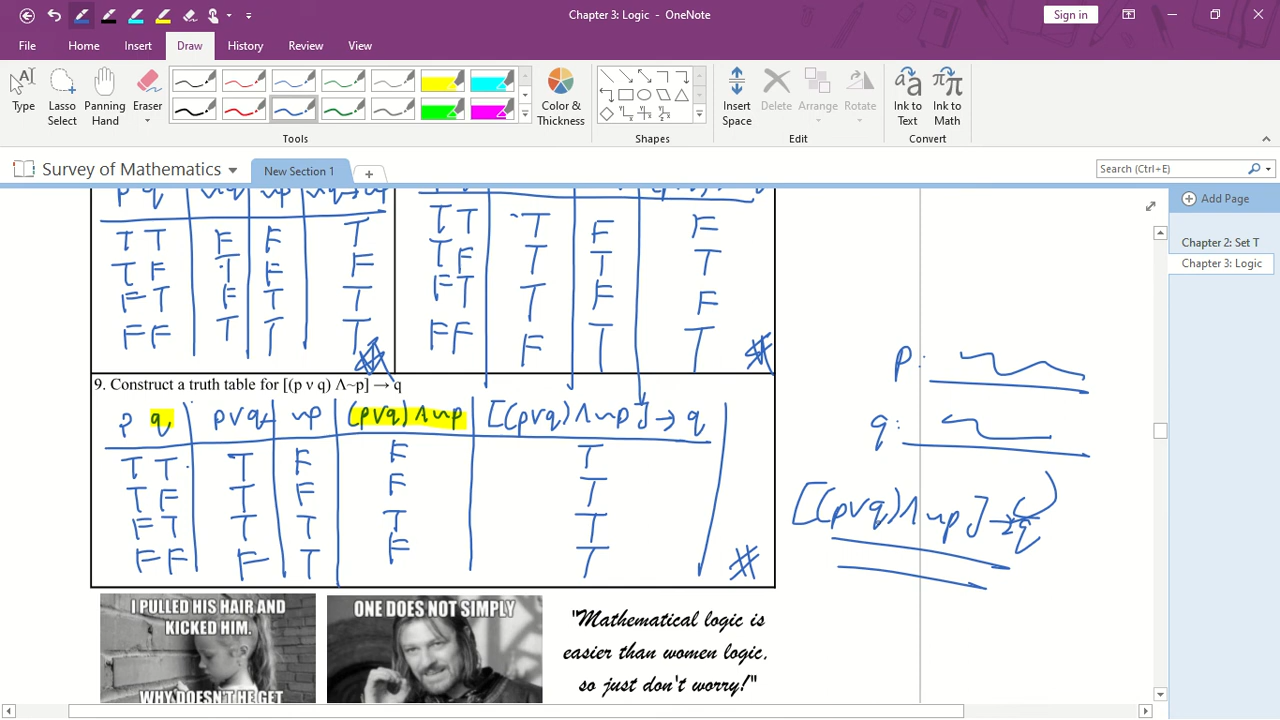 Chapter 3: Logic - OneNote
Sign in
File Home Insert Draw History Review View
Type
Lasso Select
Panning Hand
Eraser
Color & Thickness
Insert Space
Delete
Arrange
Rotate
Ink to Text
Ink to Math
Tools
Shapes
Edit
Convert
Survey of Mathematics
New Section 1
Search (Ctrl+E)
Add Page
Chapter 2: Set T
Chapter 3: Logic
p q ~q ~p ~q→~p
T T F F T
T F T F F
F T F T T
F F T T T
T T T F F
T F T T T
F T T F F
F F F T T
9. Construct a truth table for [(p v q) Λ ~p] → q
p q p∨q ~p (p∨q)∧~p [(p∨q)∧~p]→q
T T T F F T
T F T F F T
F T T T T T
F F F T F T
p:
q:
[(p∨q)∧~p]→q
I PULLED HIS HAIR AND
KICKED HIM.
WHY DOESN'T HE GET
ONE DOES NOT SIMPLY
"Mathematical logic is
easier than women logic,
so just don't worry!"